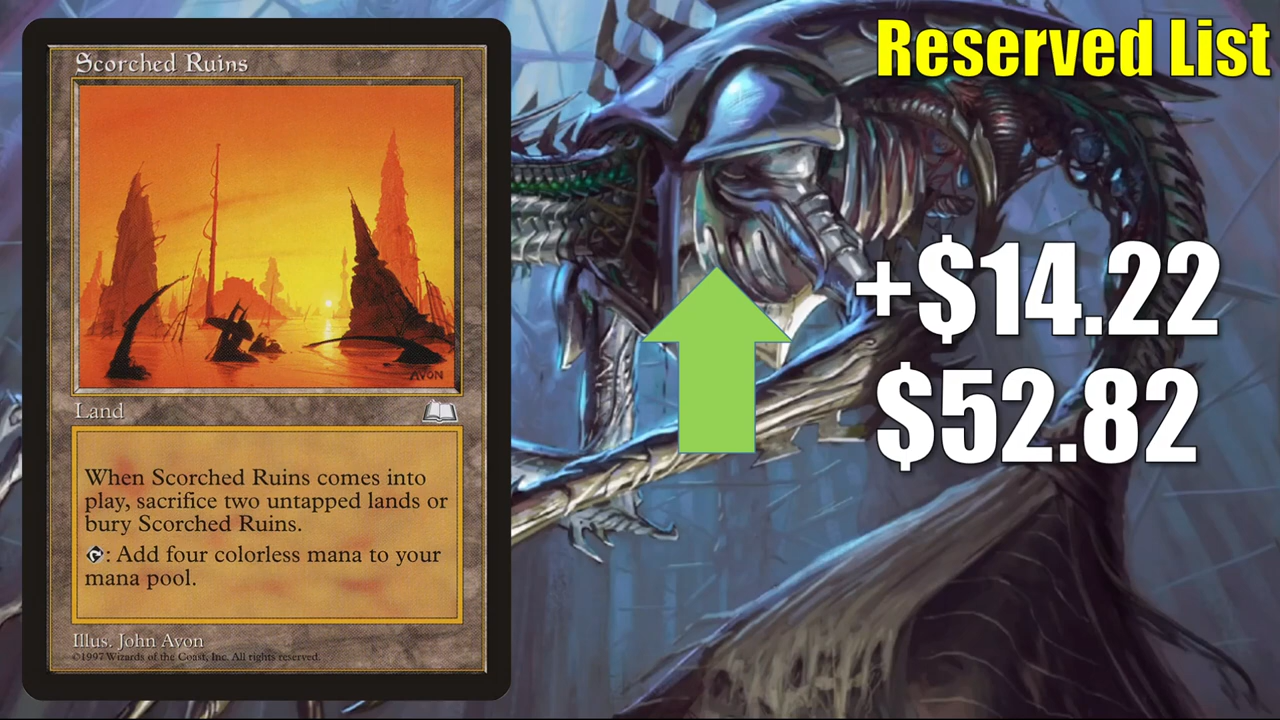 Scorched Ruins
AVON
Land
When Scorched Ruins comes into
play, sacrifice two untapped lands or
bury Scorched Ruins.
: Add four colorless mana to your
mana pool.
Illus. John Avon
©1997 Wizards of the Coast, Inc. All rights reserved.
Reserved List
+$14.22
$52.82